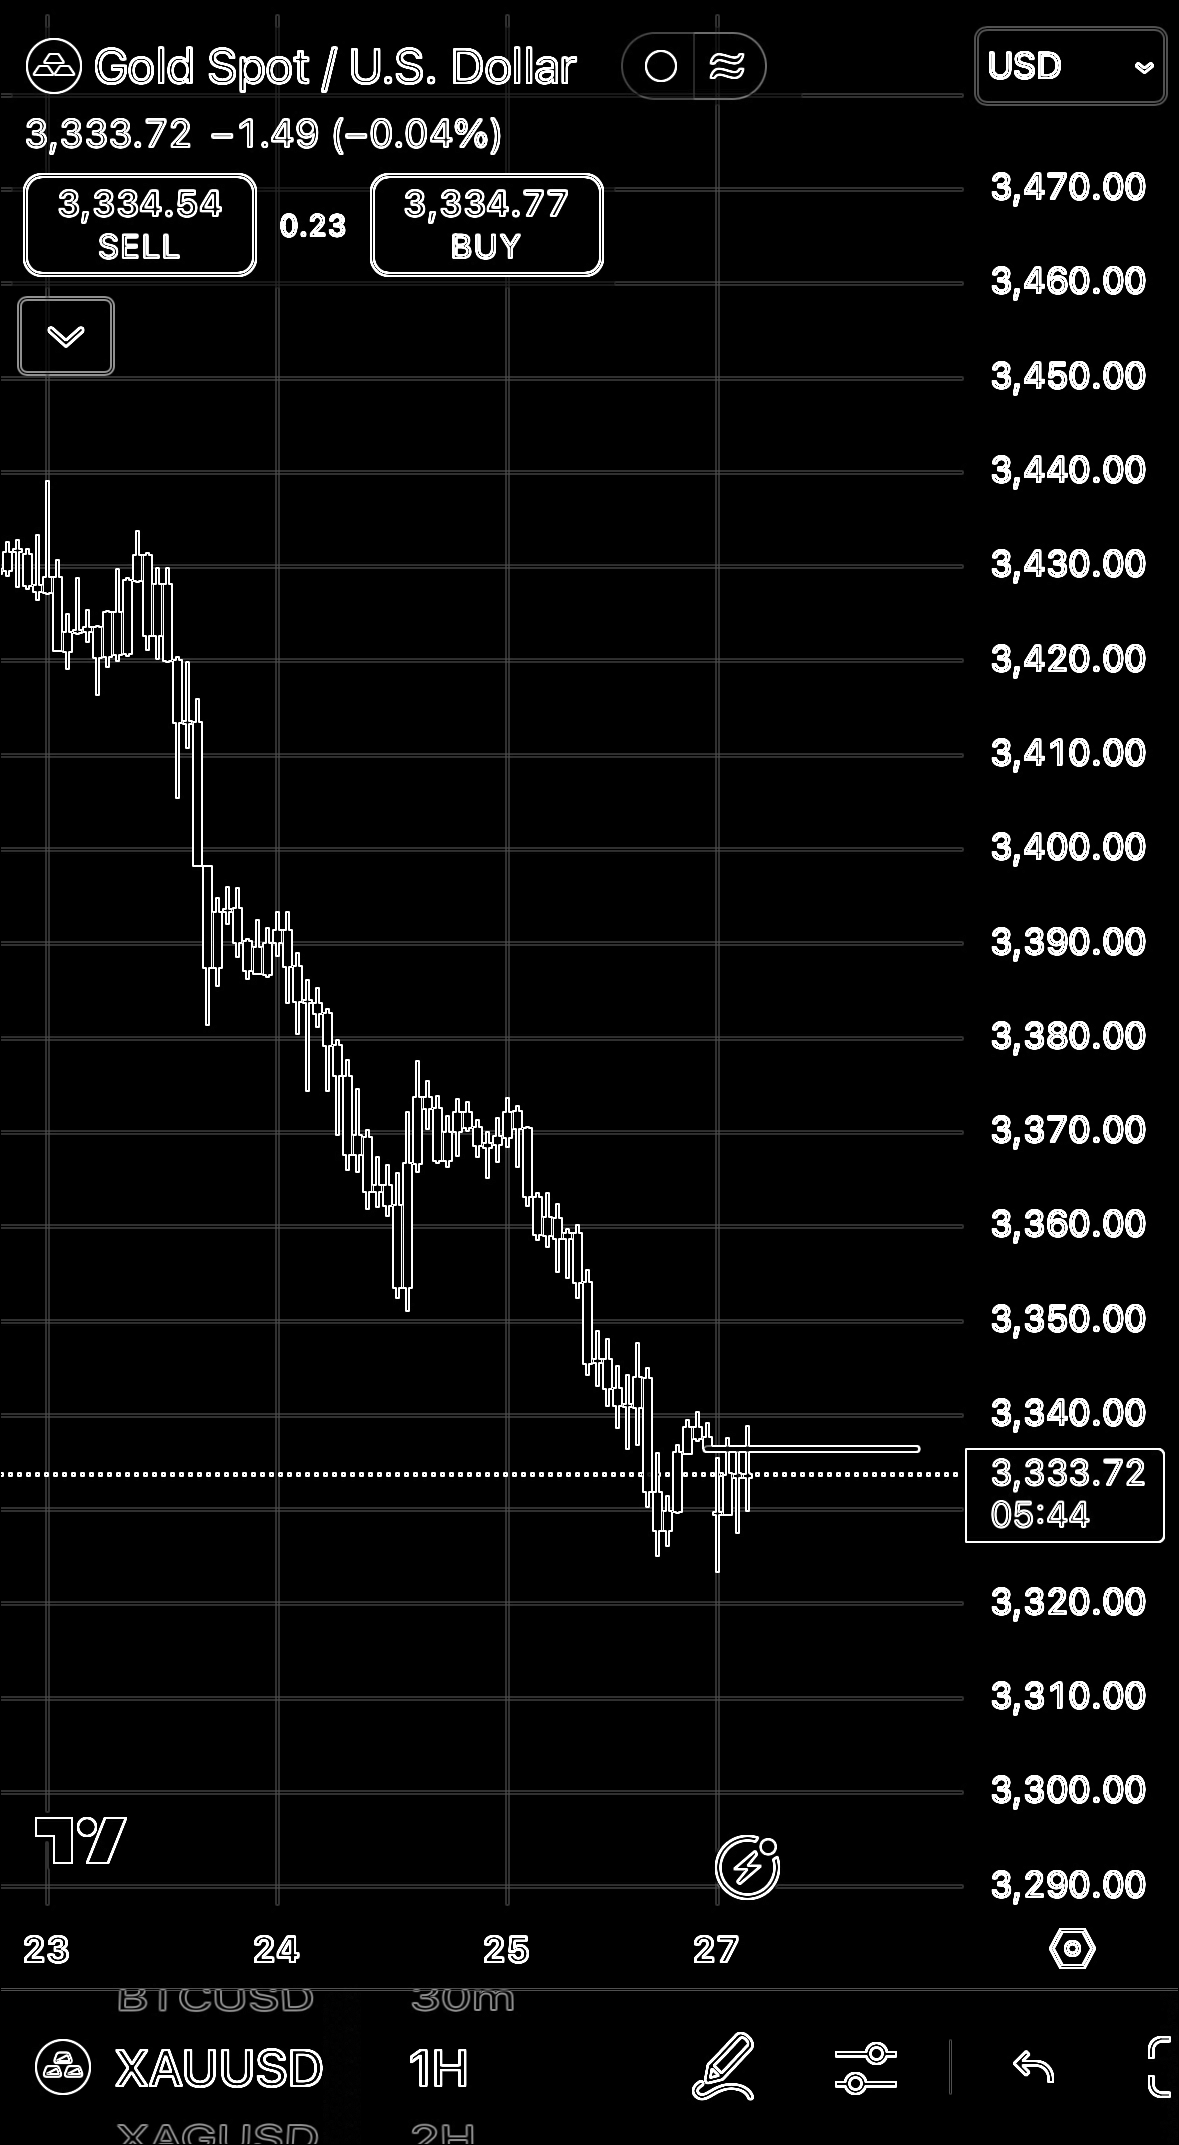 Gold Spot / U.S. Dollar
USD
3,333.72 −1.49 (−0.04%)
3,334.54
SELL
0.23
3,334.77
BUY
3,470.00
3,460.00
3,450.00
3,440.00
3,430.00
3,420.00
3,410.00
3,400.00
3,390.00
3,380.00
3,370.00
3,360.00
3,350.00
3,340.00
3,333.72
05:44
3,320.00
3,310.00
3,300.00
3,290.00
23 24 25 27
BTCUSD 30m
XAUUSD 1H
XAGUSD 2H